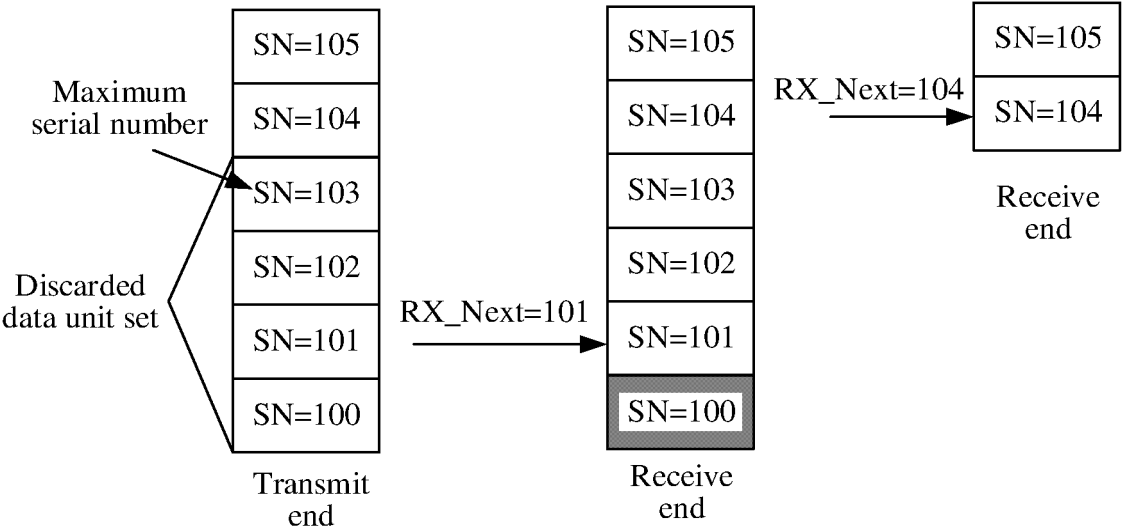 Maximum
serial number
Discarded
data unit set
SN=105
SN=104
SN=103
SN=102
SN=101
SN=100
Transmit
end
RX_Next=101
SN=105
SN=104
SN=103
SN=102
SN=101
SN=100
Receive
end
RX_Next=104
SN=105
SN=104
Receive
end